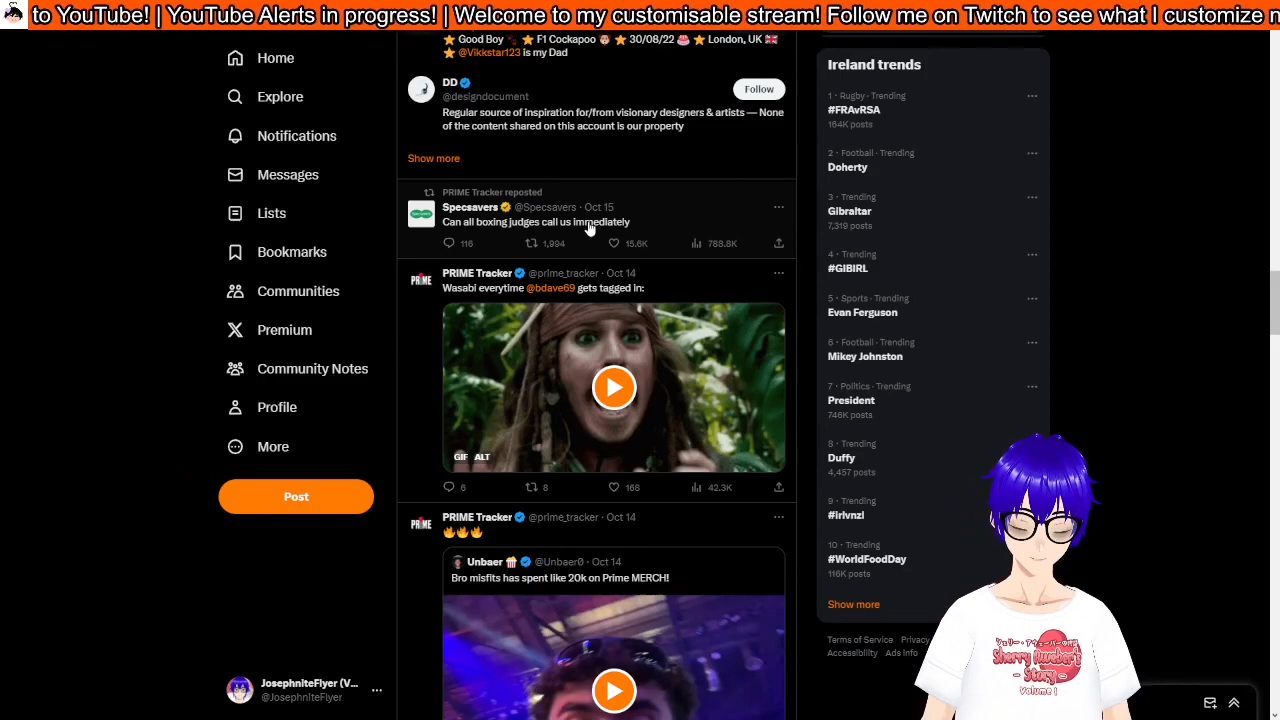 to YouTube! | YouTube Alerts in progress! | Welcome to my customisable stream! Follow me on Twitch to see what I customize n
Home
Explore
Notifications
Messages
Lists
Bookmarks
Communities
Premium
Community Notes
Profile
More
Post
JosephniteFlyer (V...
@JosephniteFlyer
⭐ Good Boy 🐕‍🦺 ⭐ F1 Cockapoo ⭐ 30/08/22 🎂 ⭐ London, UK 🇬🇧
⭐ @Vikkstar123 is my Dad
DD
@designdocument
Follow
Regular source of inspiration for/from visionary designers & artists — None
of the content shared on this account is our property
Show more
PRIME Tracker reposted
Specsavers @Specsavers · Oct 15
Can all boxing judges call us immediately
116 1,994 15.6K 788.8K
PRIME Tracker @prime_tracker · Oct 14
Wasabi everytime @bdave69 gets tagged in:
GIF ALT
6 8 168 42.3K
PRIME Tracker @prime_tracker · Oct 14
🔥🔥🔥
Unbaer 🍿 @Unbaer0 · Oct 14
Bro misfits has spent like 20k on Prime MERCH!
Ireland trends
1 · Rugby · Trending
#FRAvRSA
164K posts
2 · Football · Trending
Doherty
3 · Trending
Gibraltar
7,319 posts
4 · Trending
#GIBIRL
5 · Sports · Trending
Evan Ferguson
6 · Football · Trending
Mikey Johnston
7 · Politics · Trending
President
746K posts
8 · Trending
Duffy
4,457 posts
9 · Trending
#irlvnzl
10 · Trending
#WorldFoodDay
116K posts
Show more
Terms of Service Privacy
Accessibility Ads info
Sherry Aweber's
- Story -
Volume 1